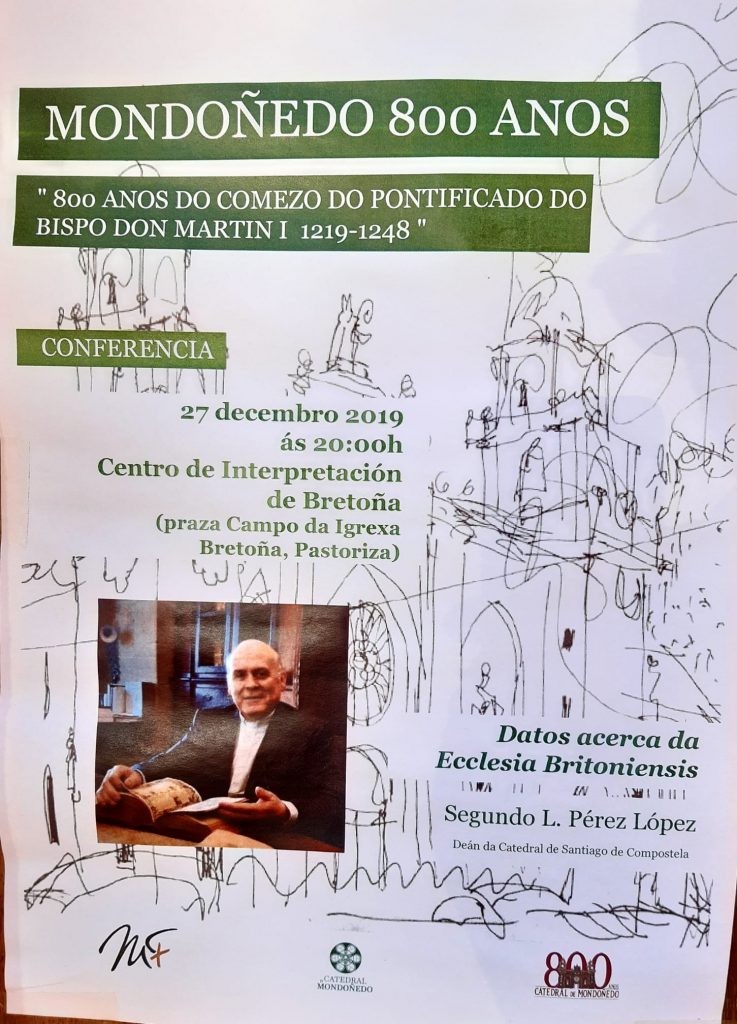 MONDOÑEDO 800 ANOS
" 800 ANOS DO COMEZO DO PONTIFICADO DO
BISPO DON MARTIN I 1219-1248 "
CONFERENCIA
27 decembro 2019
ás 20:00h
Centro de Interpretación
de Bretoña
(praza Campo da Igrexa
Bretoña, Pastoriza)
Datos acerca da
Ecclesia Britoniensis
Segundo L. Pérez López
Deán da Catedral de Santiago de Compostela
CATEDRAL
MONDOÑEDO
800
ANOS
CATEDRAL DE MONDOÑEDO